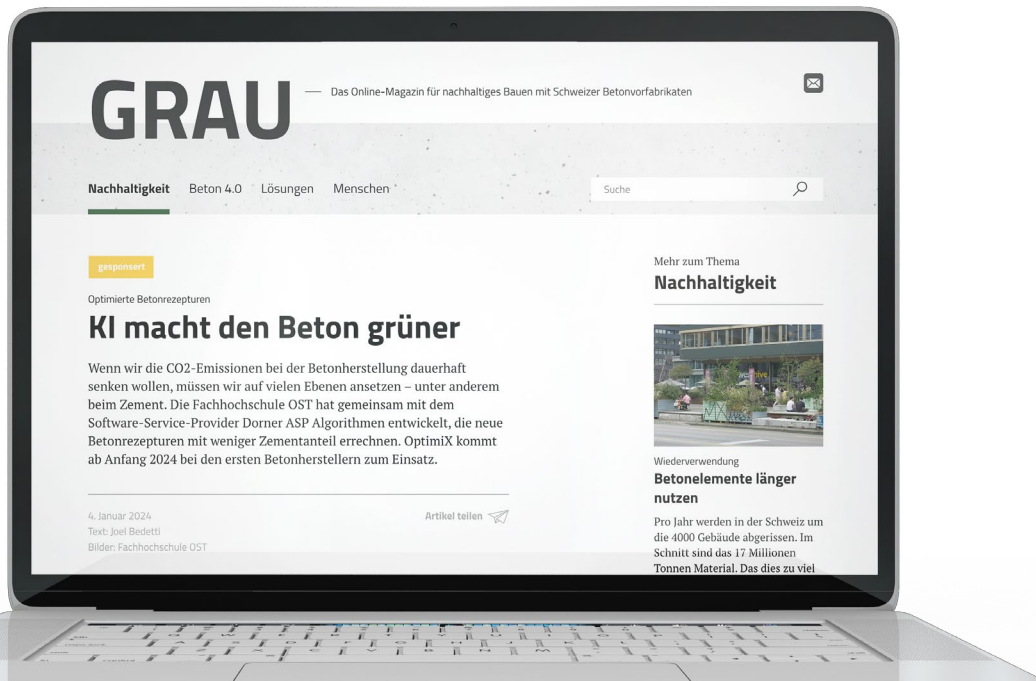 GRAU
Das Online-Magazin für nachhaltiges Bauen mit Schweizer Betonvorfabrikaten
Nachhaltigkeit Beton 4.0 Lösungen Menschen Suche
gesponsert
Optimierte Betonrezepturen
KI macht den Beton grüner
Wenn wir die CO2-Emissionen bei der Betonherstellung dauerhaft
senken wollen, müssen wir auf vielen Ebenen ansetzen – unter anderem
beim Zement. Die Fachhochschule OST hat gemeinsam mit dem
Software-Service-Provider Dorner ASP Algorithmen entwickelt, die neue
Betonrezepturen mit weniger Zementanteil errechnen. OptimiX kommt
ab Anfang 2024 bei den ersten Betonherstellern zum Einsatz.
4. Januar 2024
Text: Joel Bedetti
Bilder: Fachhochschule OST
Artikel teilen
Mehr zum Thema
Nachhaltigkeit
Wiederverwendung
Betonelemente länger
nutzen
Pro Jahr werden in der Schweiz um
die 4000 Gebäude abgerissen. Im
Schnitt sind das 17 Millionen
Tonnen Material. Das dies zu viel